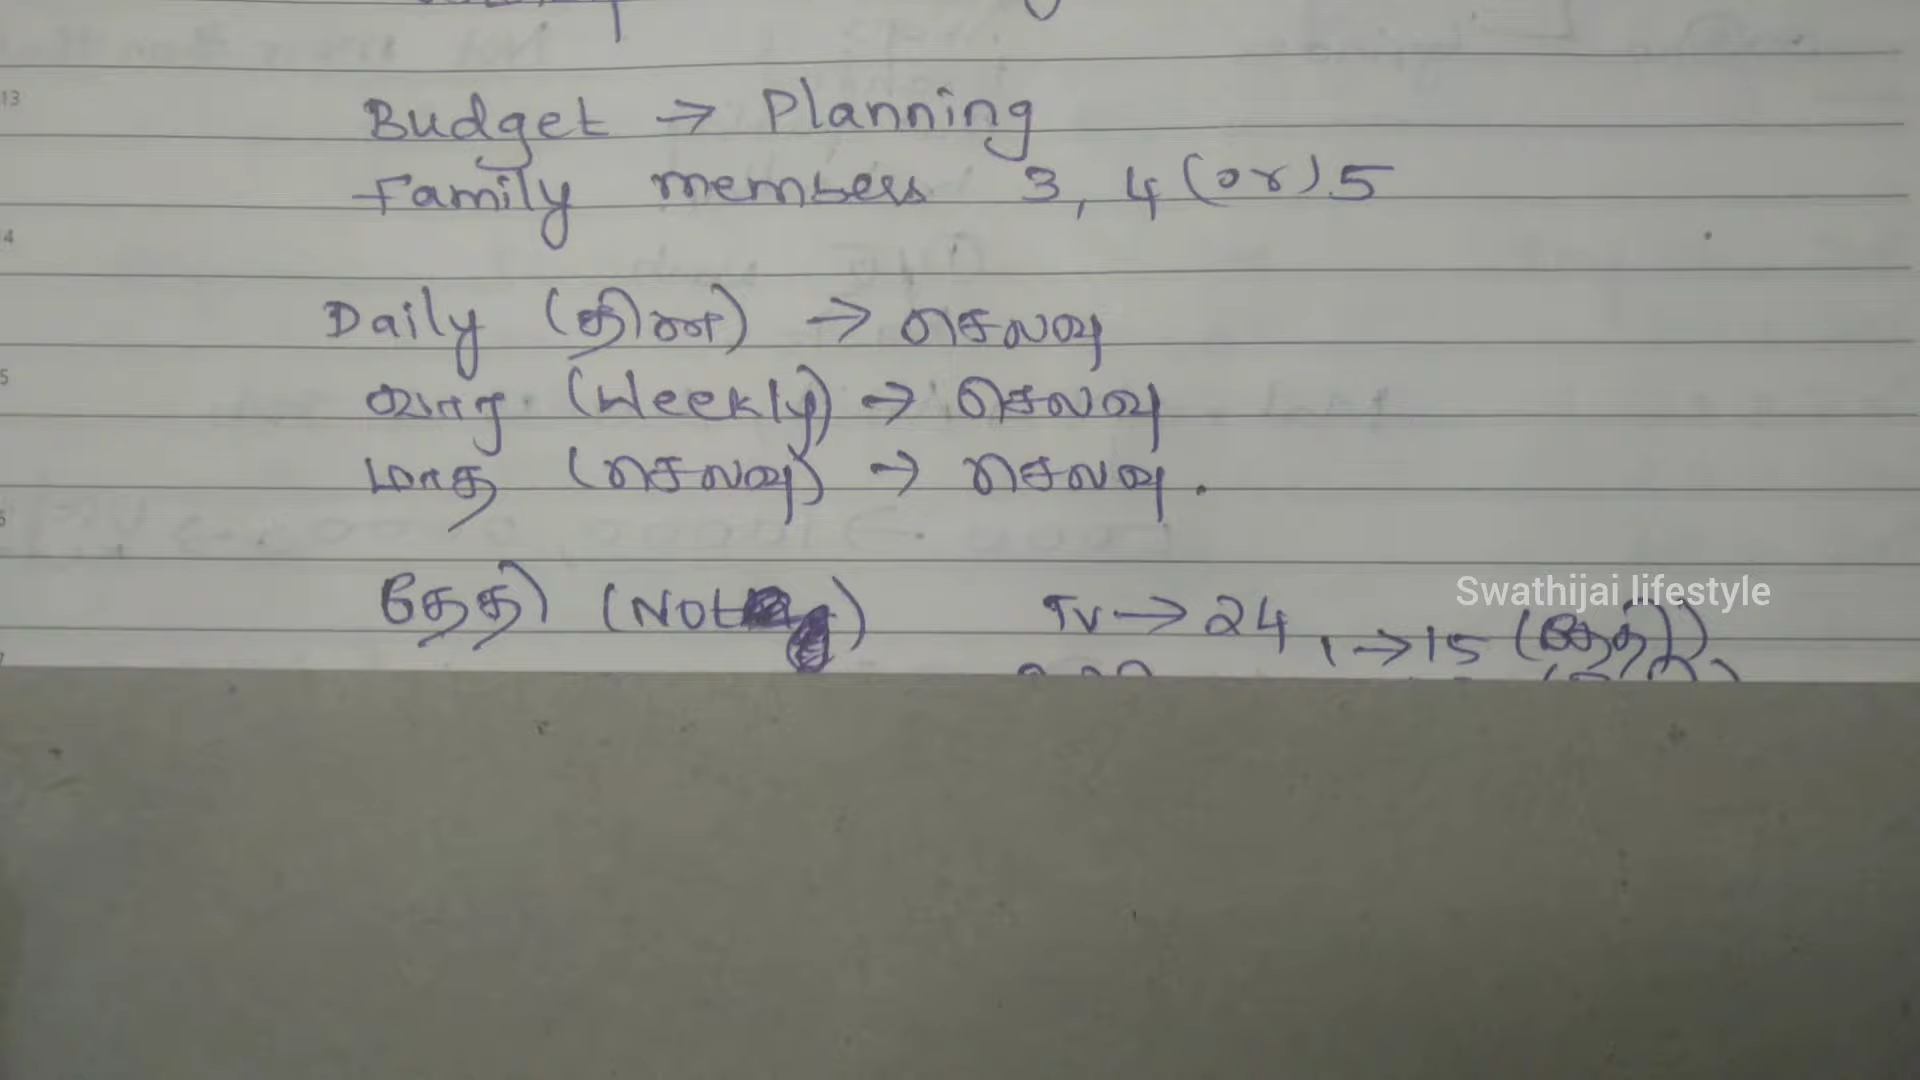 Budget → Planning
Family members 3, 4 (or) 5
Daily (தின) → செலவு
வார (Weekly) → செலவு
மாத (செலவு) → செலவு.
Swathijai lifestyle
தேதி (Not) TV → 24, 1 → 15 (தேதி)